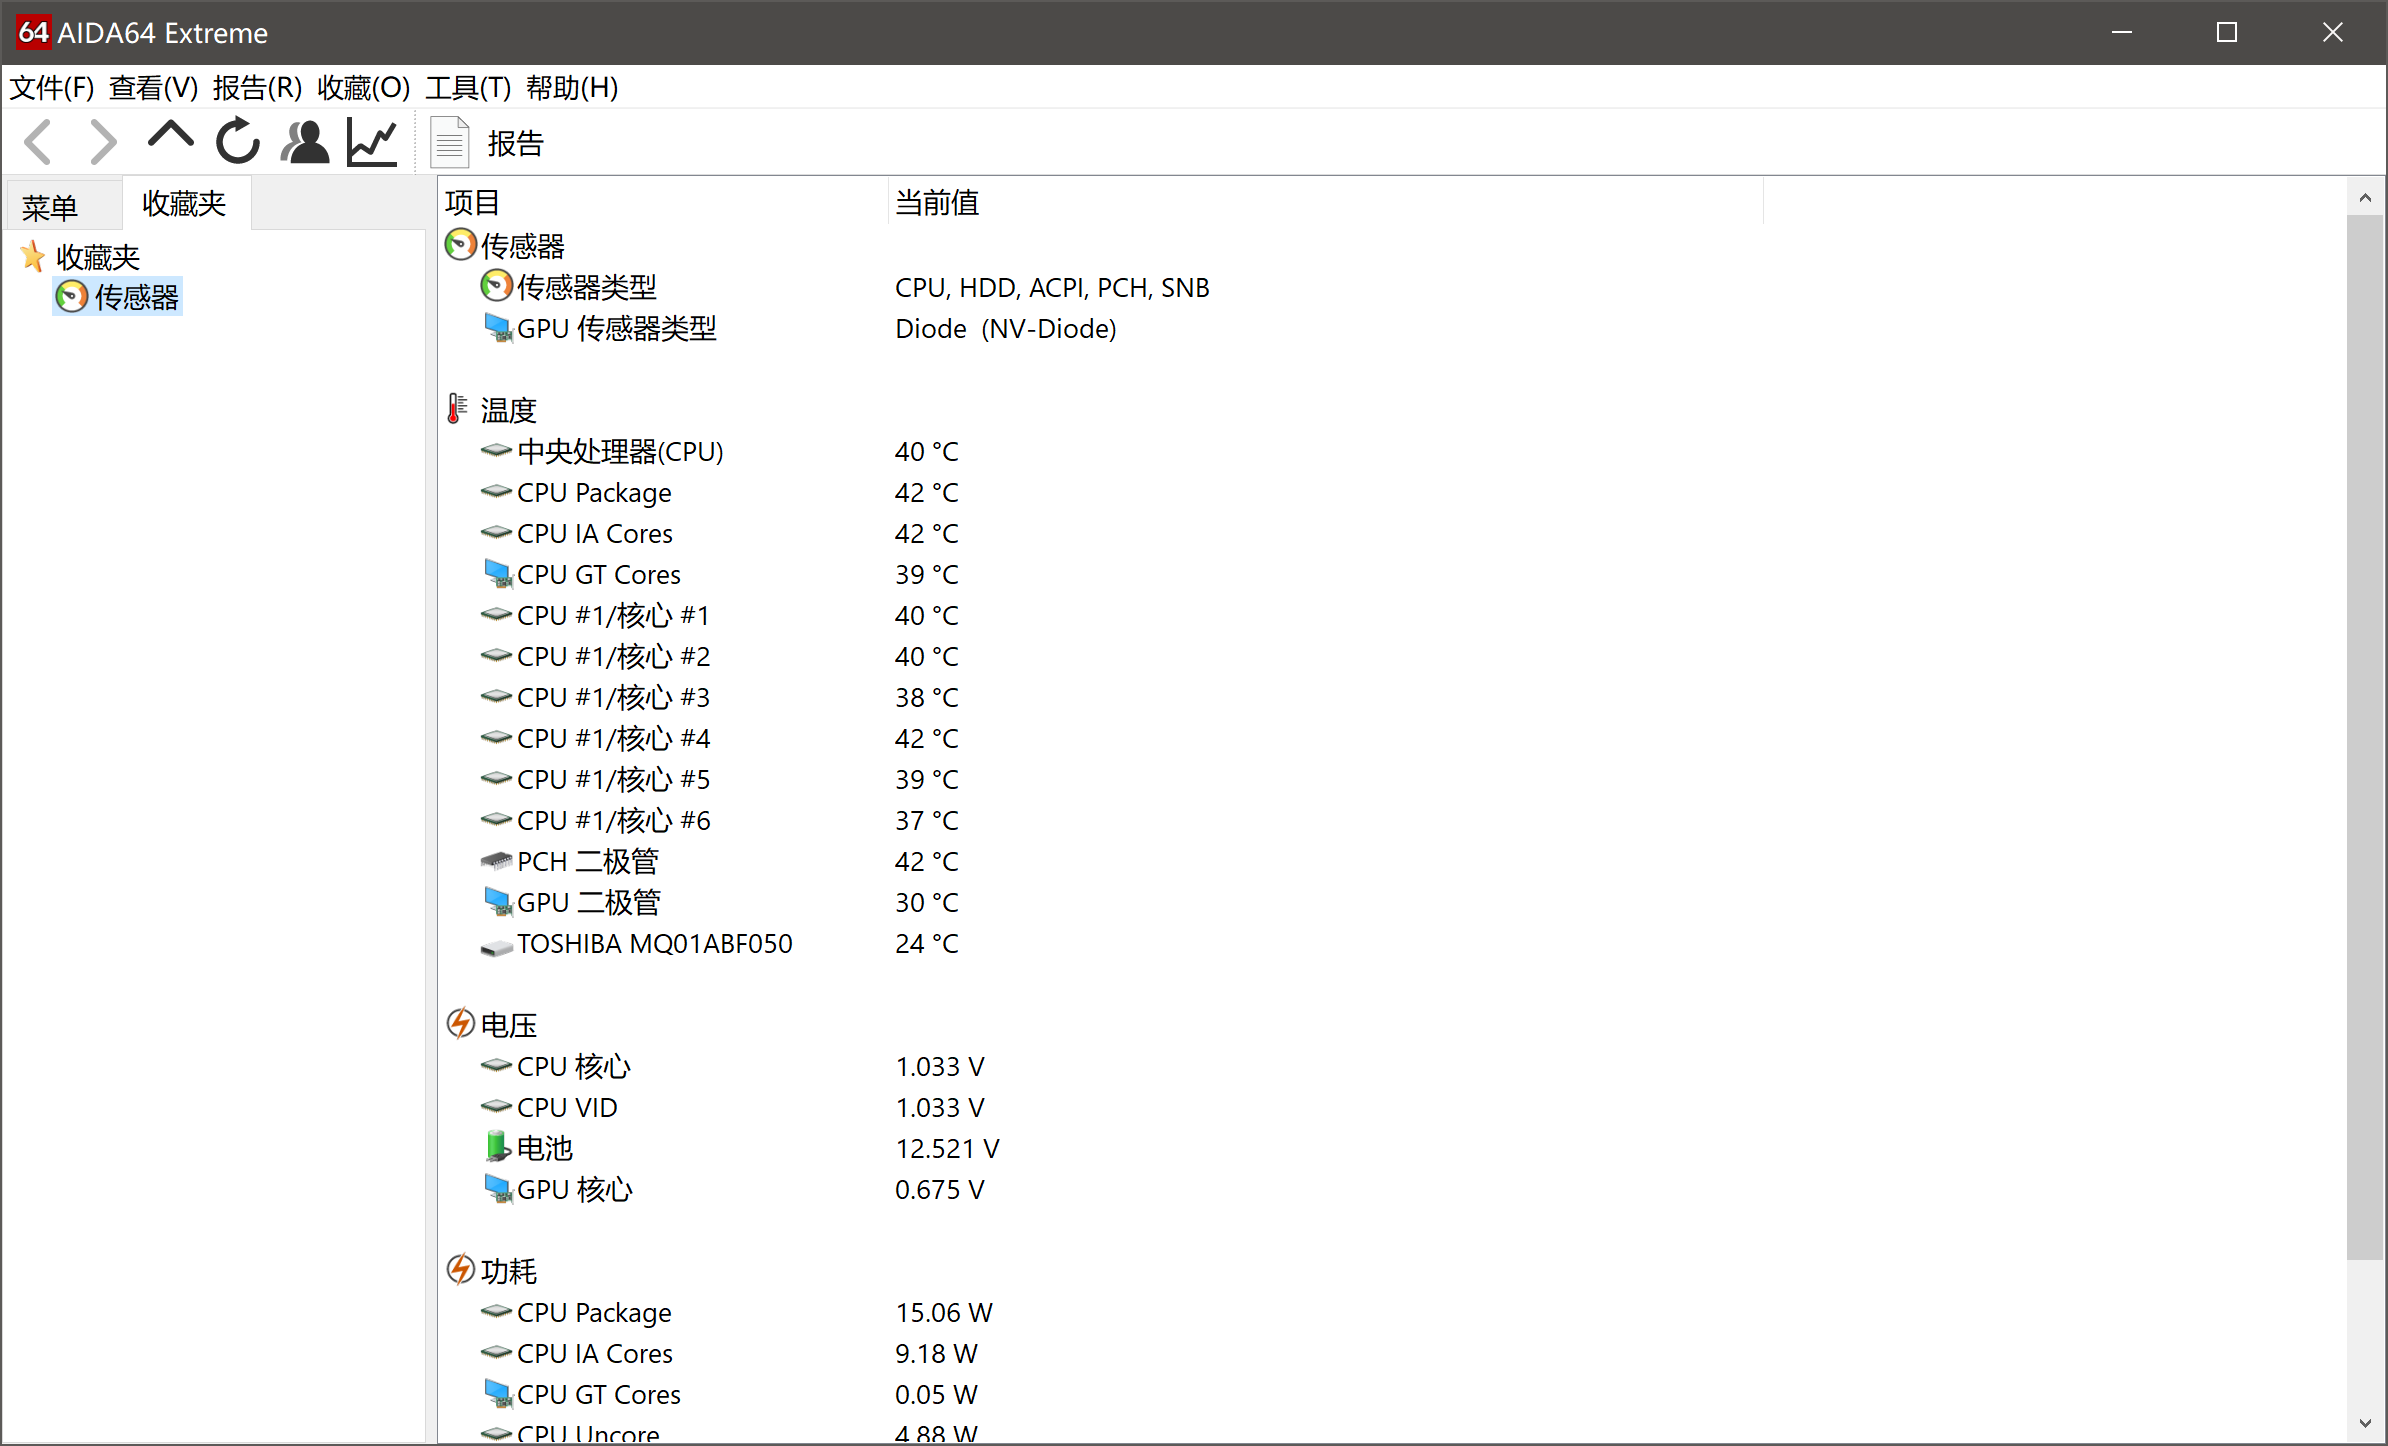 64 AIDA64 Extreme
文件(F) 查看(V) 报告(R) 收藏(O) 工具(T) 帮助(H)
报告
菜单 收藏夹
收藏夹
传感器
项目 当前值
传感器
传感器类型 CPU, HDD, ACPI, PCH, SNB
GPU 传感器类型 Diode (NV-Diode)
温度
中央处理器(CPU) 40 °C
CPU Package 42 °C
CPU IA Cores 42 °C
CPU GT Cores 39 °C
CPU #1/核心 #1 40 °C
CPU #1/核心 #2 40 °C
CPU #1/核心 #3 38 °C
CPU #1/核心 #4 42 °C
CPU #1/核心 #5 39 °C
CPU #1/核心 #6 37 °C
PCH 二极管 42 °C
GPU 二极管 30 °C
TOSHIBA MQ01ABF050 24 °C
电压
CPU 核心 1.033 V
CPU VID 1.033 V
电池 12.521 V
GPU 核心 0.675 V
功耗
CPU Package 15.06 W
CPU IA Cores 9.18 W
CPU GT Cores 0.05 W
CPU Uncore 4.88 W